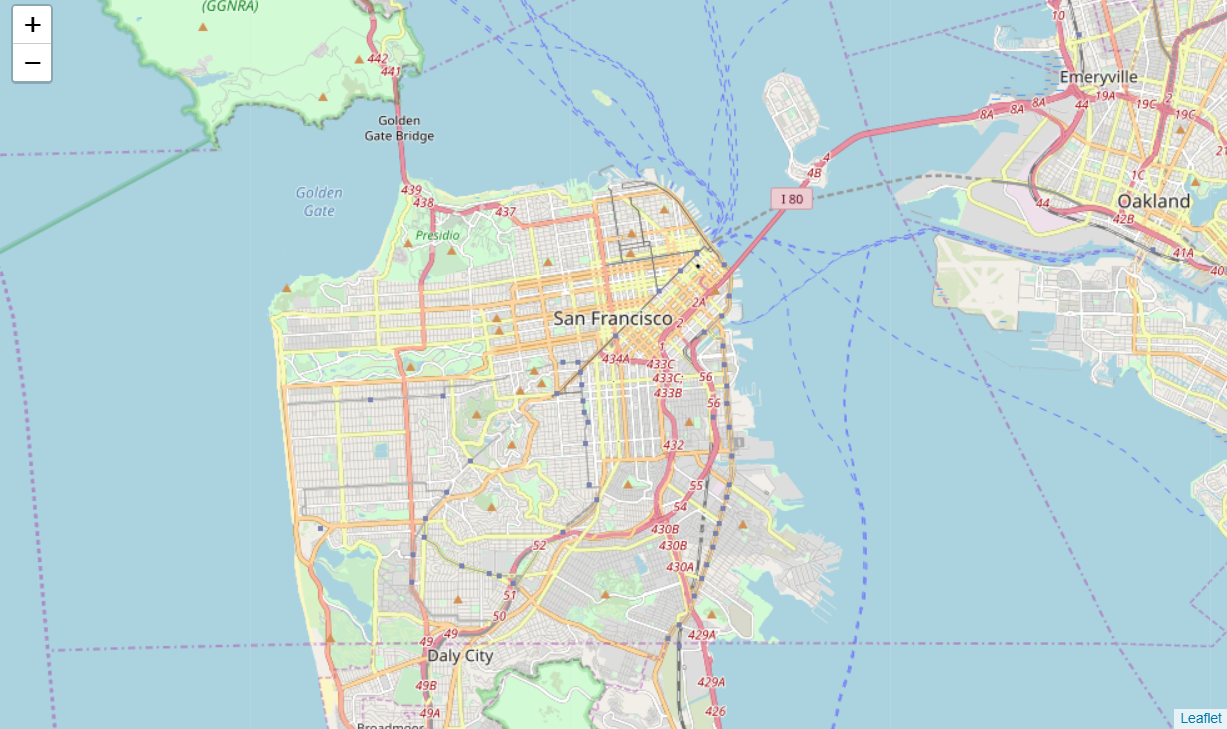 (GGNRA)
+
−
442
441
Golden
Gate Bridge
Golden
Gate
439
438
437
Presidio
10
Emeryville
19A
19C
19C
2
44
8A
8A
8A
4
4B
I 80
1C
Oakland
42B
44
41A
40
21
San Francisco
2A
2
1
434A
433C
433C;
433B
56
56
432
55
54
430B
430B
430A
52
51
50
49
49
Daly City
49B
49A
429A
429A
426
Broadmoor
Leaflet